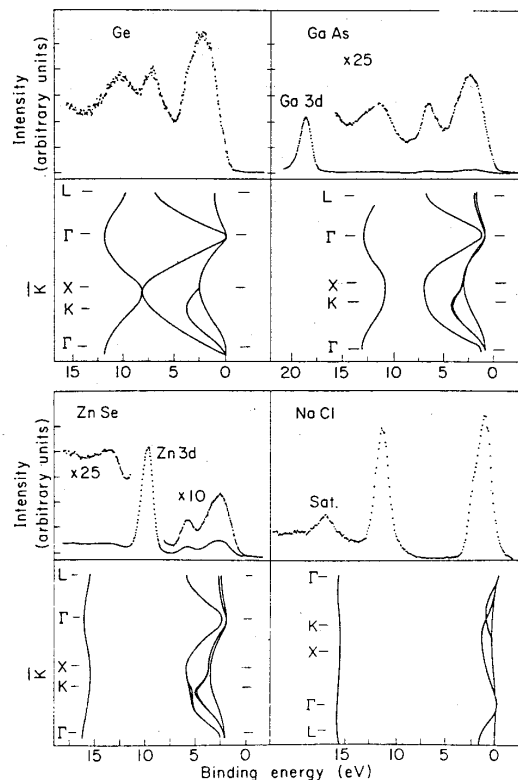 Ge
Ga As
x 25
Ga 3d
Intensity
(arbitrary units)
L
Γ
X
K
Γ
K̅
L
Γ
X
K
Γ
15 10 5 0
20 15 10 5 0
Zn Se
Zn 3d
x25
x10
Na Cl
Sat.
Intensity
(arbitrary units)
L
Γ
X
K
Γ
K̅
Γ
K
X
Γ
L
15 10 5 0
15 10 5 0
Binding energy (eV)